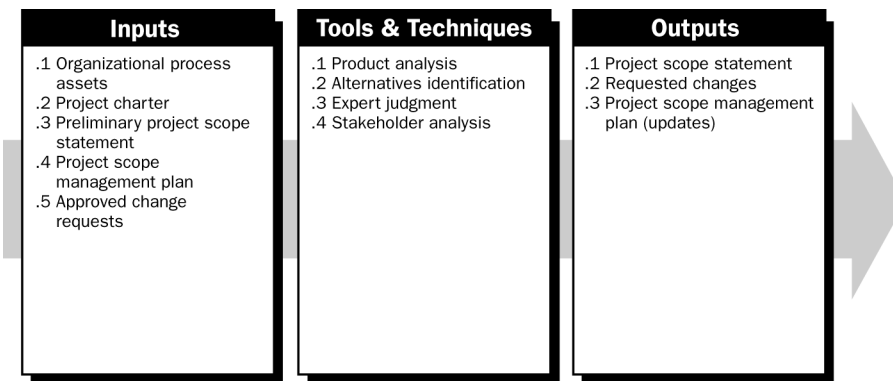 Inputs
.1 Organizational process
assets
.2 Project charter
.3 Preliminary project scope
statement
.4 Project scope
management plan
.5 Approved change
requests
Tools & Techniques
.1 Product analysis
.2 Alternatives identification
.3 Expert judgment
.4 Stakeholder analysis
Outputs
.1 Project scope statement
.2 Requested changes
.3 Project scope management
plan (updates)